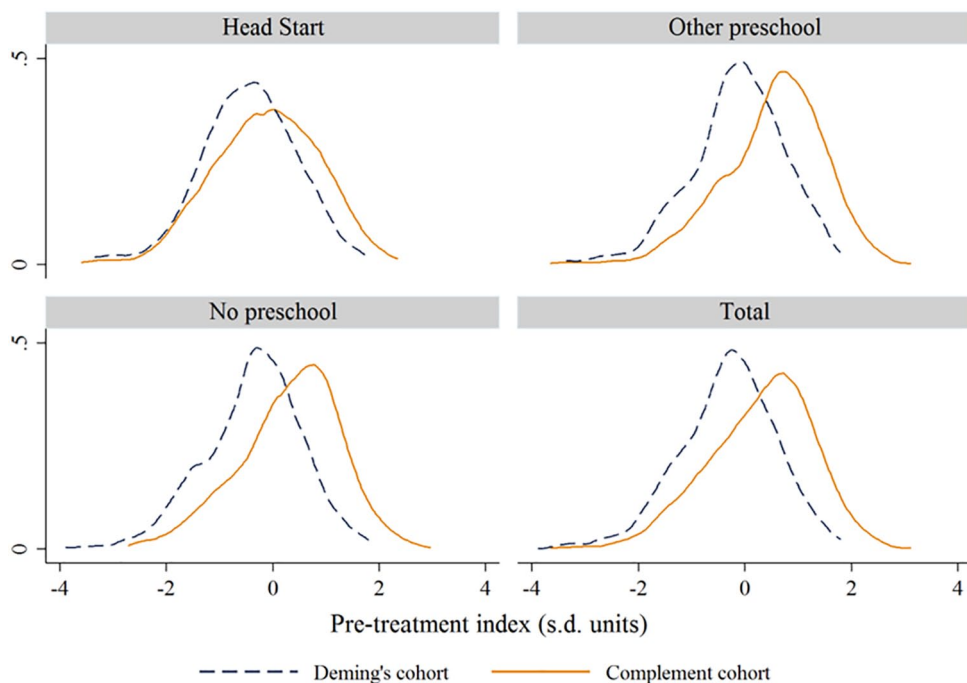 Head Start
Other preschool
.5
0
No preschool
Total
.5
0
-4 -2 0 2 4
-4 -2 0 2 4
Pre-treatment index (s.d. units)
Deming's cohort
Complement cohort